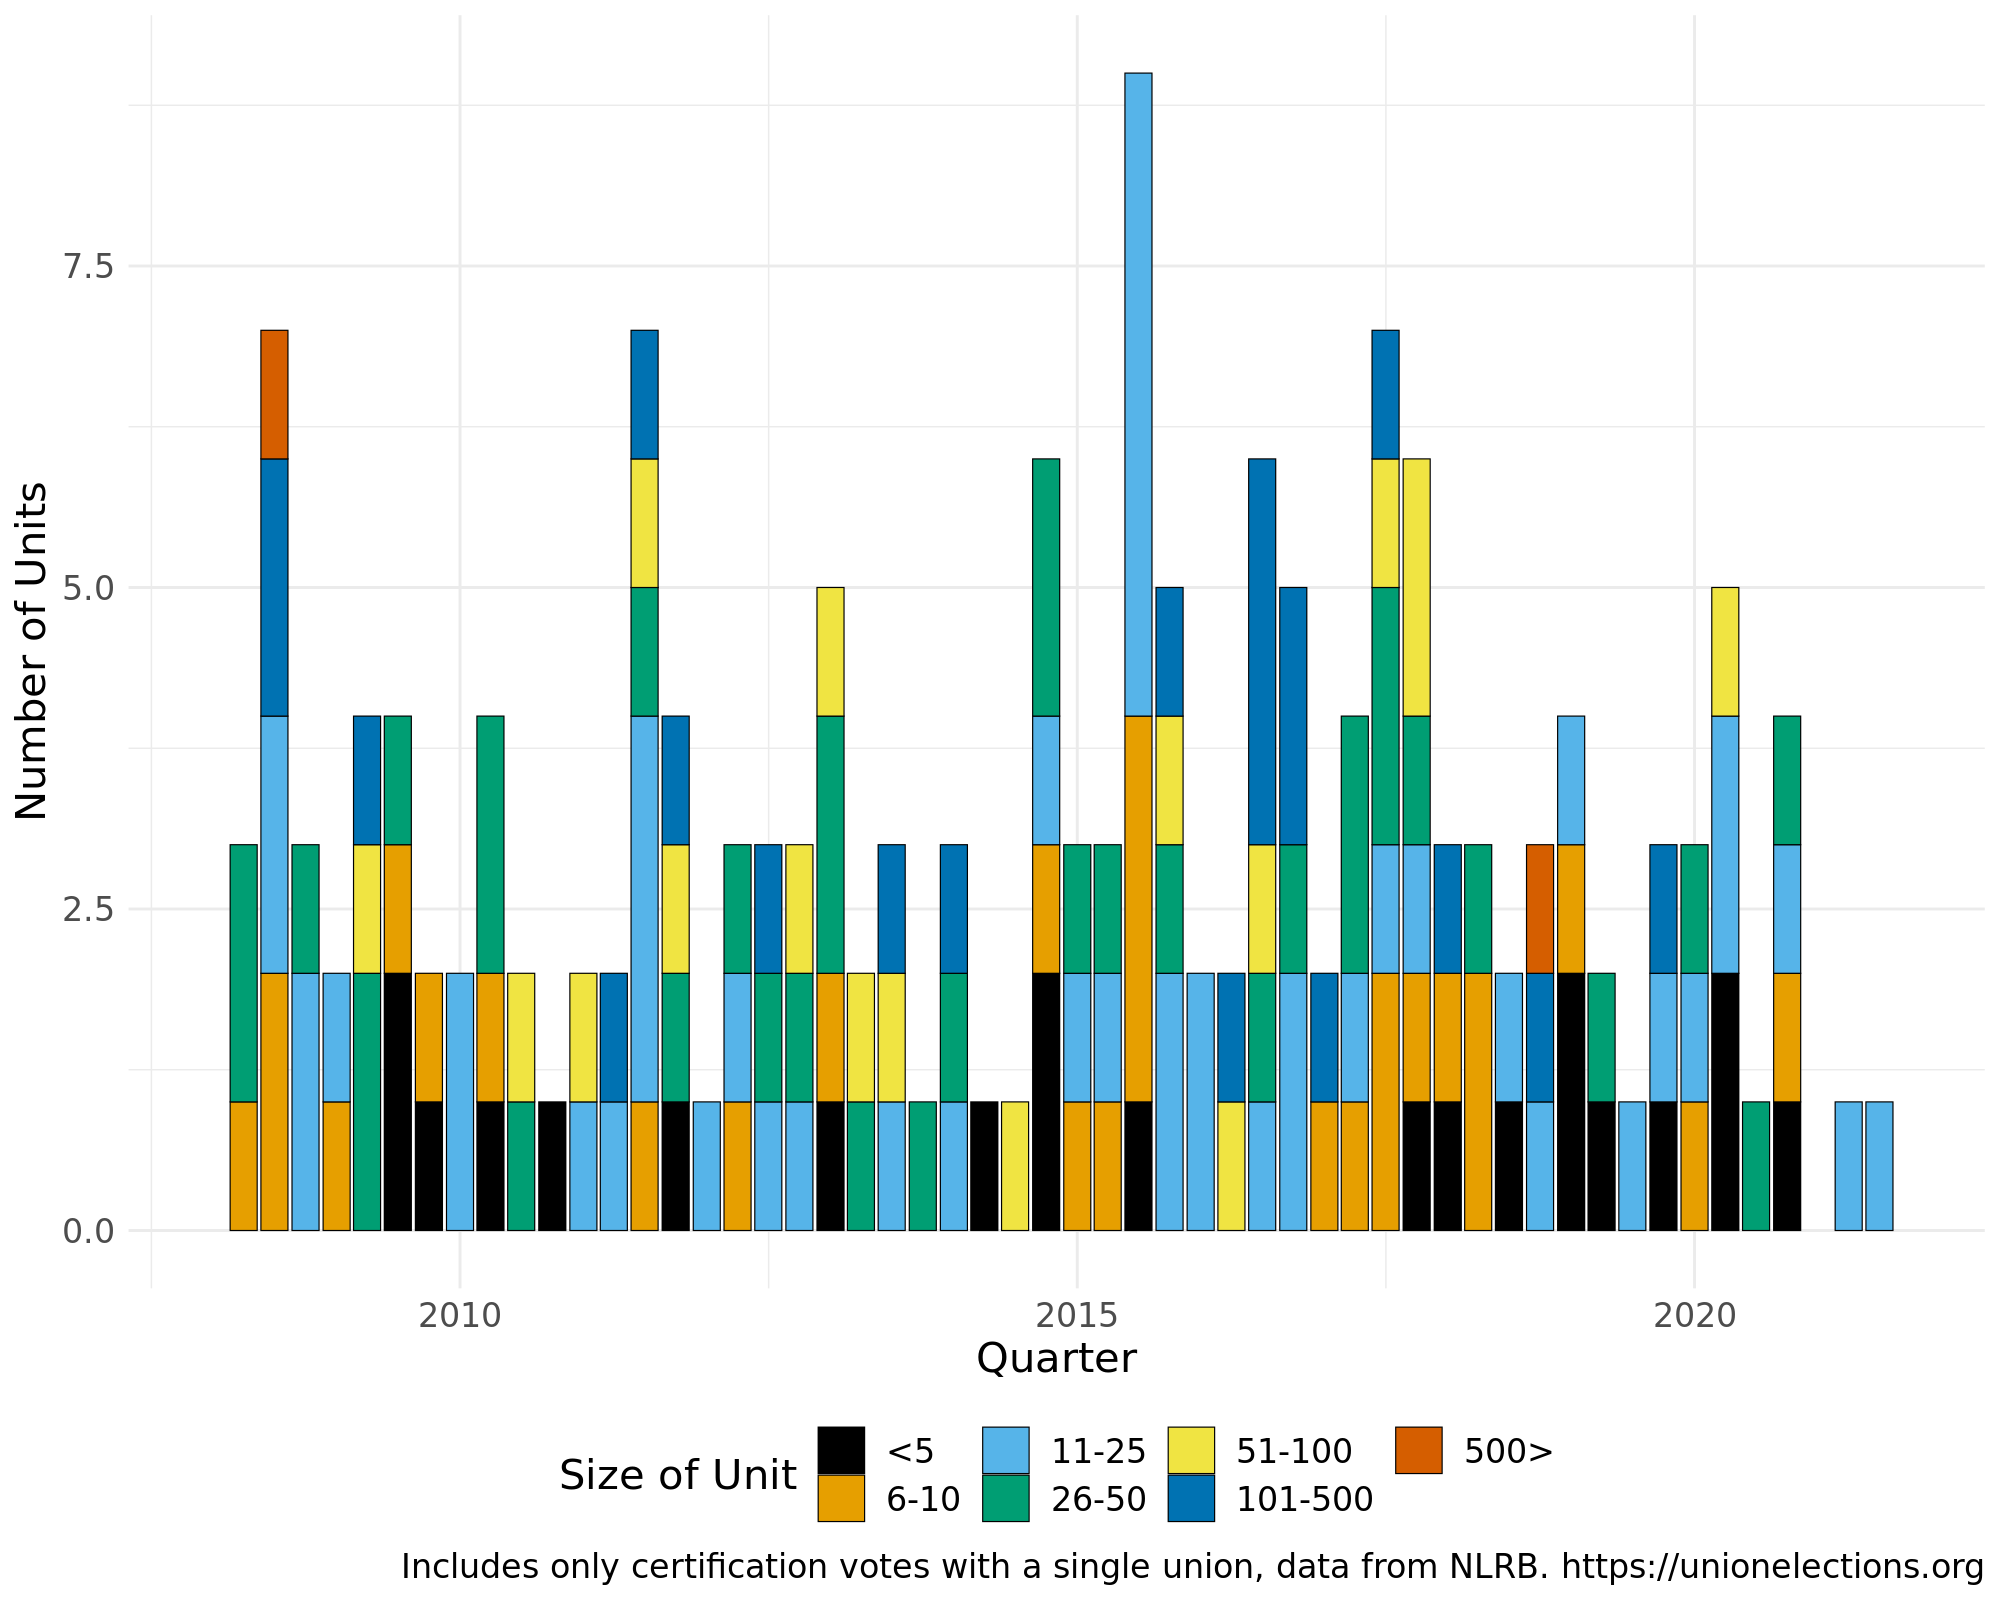 Number of Units
7.5
5.0
2.5
0.0
2010 2015 2020
Quarter
Size of Unit
<5 11-25 51-100 500>
6-10 26-50 101-500
Includes only certification votes with a single union, data from NLRB. https://unionelections.org